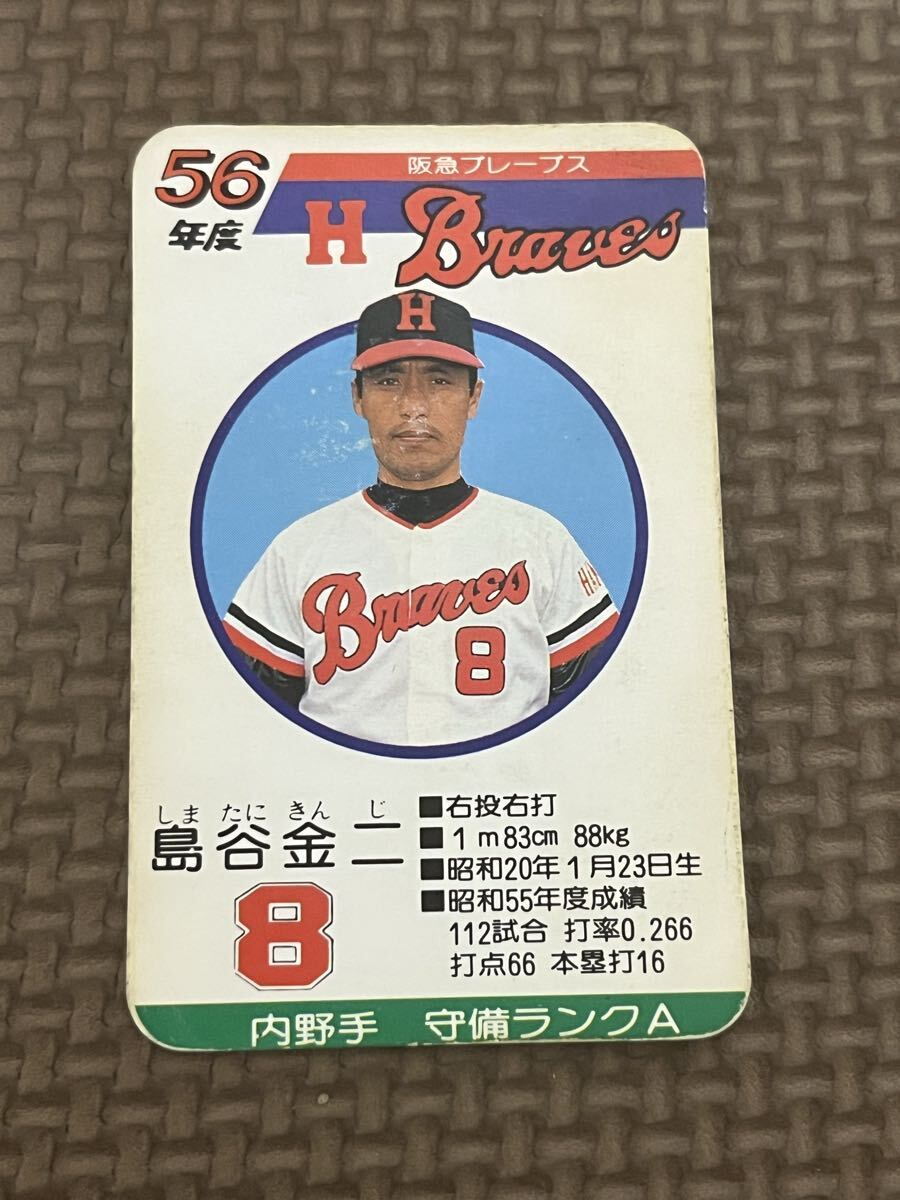 56
年度
阪急ブレーブス
H Braves
H
Braves
8
しま たに きん じ
島谷金二
8
■右投右打
■1m83cm 88kg
■昭和20年1月23日生
■昭和55年度成績
112試合 打率0.266
打点66 本塁打16
内野手 守備ランクA